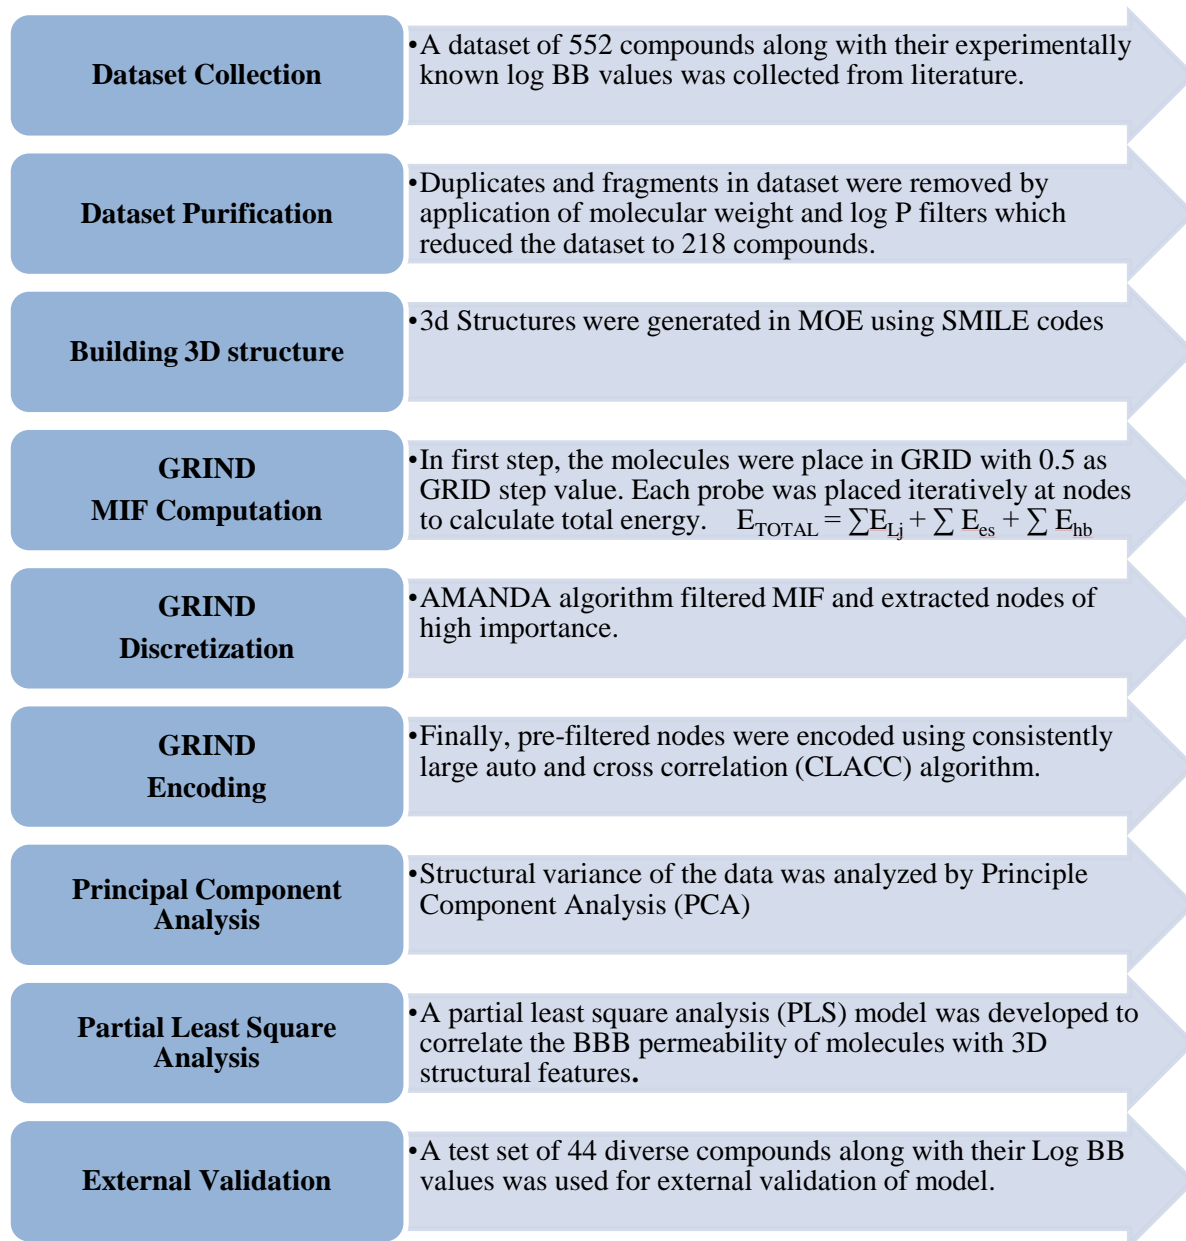 Dataset Collection
•A dataset of 552 compounds along with their experimentally
known log BB values was collected from literature.
Dataset Purification
•Duplicates and fragments in dataset were removed by
application of molecular weight and log P filters which
reduced the dataset to 218 compounds.
Building 3D structure
•3d Structures were generated in MOE using SMILE codes
GRIND
MIF Computation
•In first step, the molecules were place in GRID with 0.5 as
GRID step value. Each probe was placed iteratively at nodes
to calculate total energy. E_TOTAL = ∑E_Lj + ∑ E_es + ∑ E_hb
GRIND
Discretization
•AMANDA algorithm filtered MIF and extracted nodes of
high importance.
GRIND
Encoding
•Finally, pre-filtered nodes were encoded using consistently
large auto and cross correlation (CLACC) algorithm.
Principal Component
Analysis
•Structural variance of the data was analyzed by Principle
Component Analysis (PCA)
Partial Least Square
Analysis
•A partial least square analysis (PLS) model was developed to
correlate the BBB permeability of molecules with 3D
structural features.
External Validation
•A test set of 44 diverse compounds along with their Log BB
values was used for external validation of model.